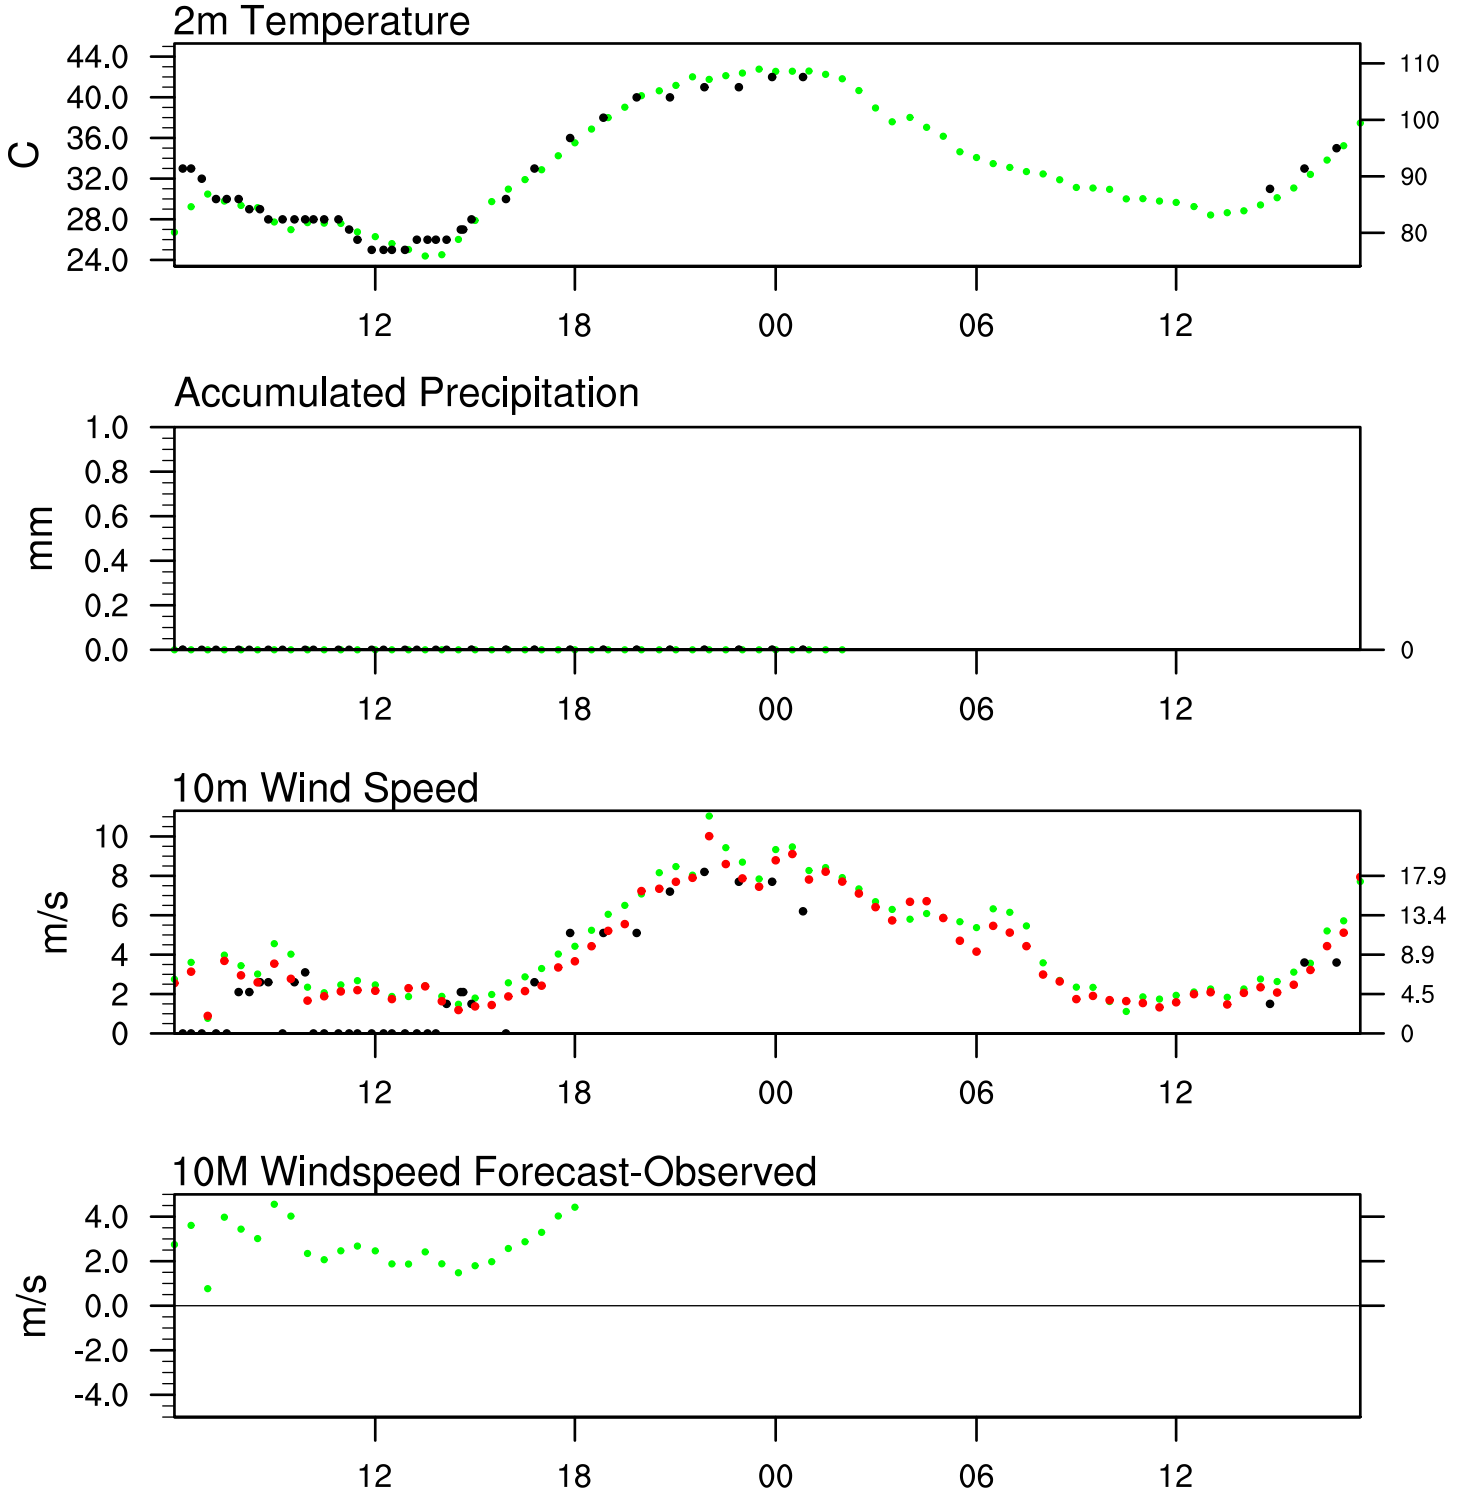 2m Temperature
44.0
40.0
36.0
32.0
28.0
24.0
C
110
100
90
80
12 18 00 06 12
Accumulated Precipitation
1.0
0.8
0.6
0.4
0.2
0.0
mm
0
12 18 00 06 12
10m Wind Speed
10
8
6
4
2
0
m/s
17.9
13.4
8.9
4.5
0
12 18 00 06 12
10M Windspeed Forecast-Observed
4.0
2.0
0.0
-2.0
-4.0
m/s
12 18 00 06 12